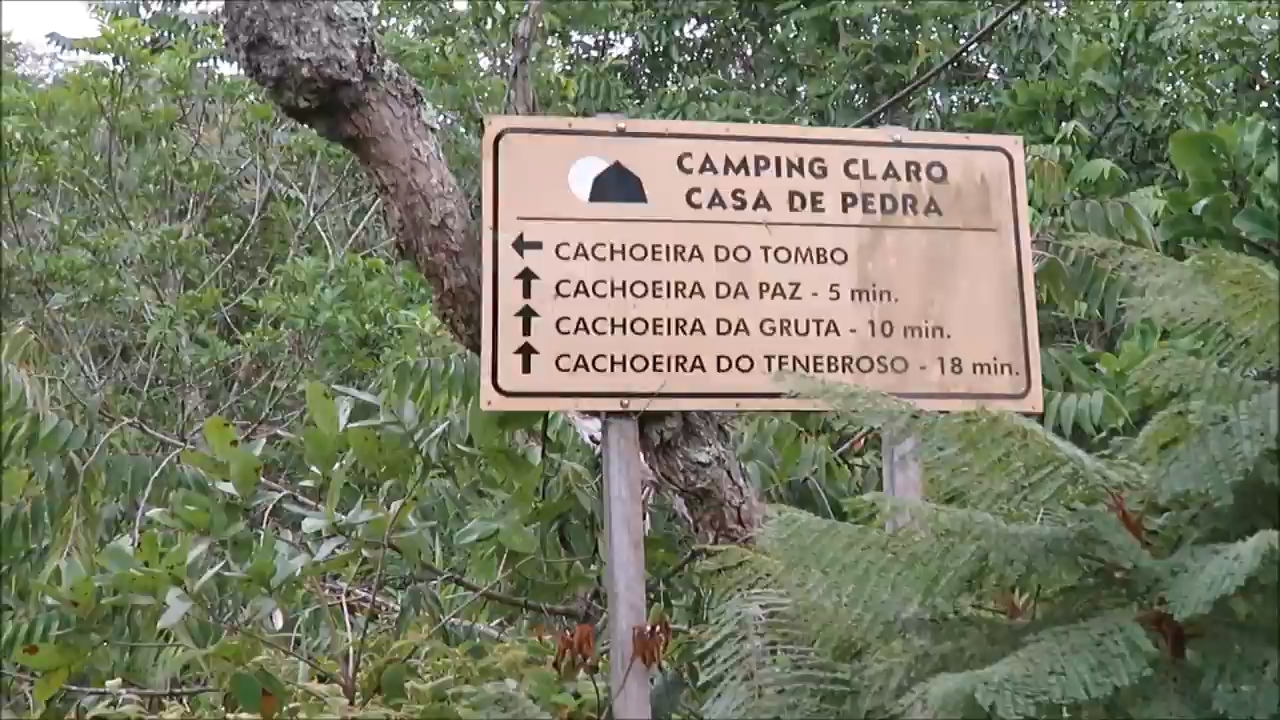 CAMPING CLARO
CASA DE PEDRA
← CACHOEIRA DO TOMBO
↑ CACHOEIRA DA PAZ - 5 min.
↑ CACHOEIRA DA GRUTA - 10 min.
↑ CACHOEIRA DO TENEBROSO - 18 min.